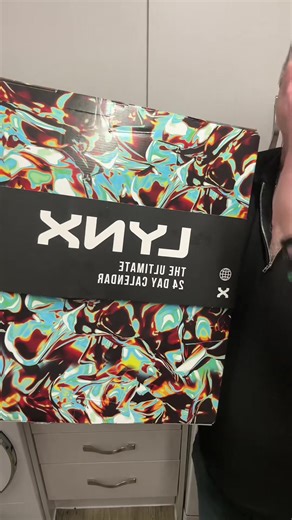 LYNX
THE ULTIMATE
24 DAY CALENDAR
X